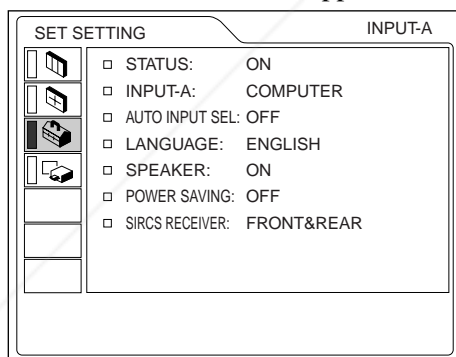 SET SETTING INPUT-A
STATUS: ON
INPUT-A: COMPUTER
AUTO INPUT SEL: OFF
LANGUAGE: ENGLISH
SPEAKER: ON
POWER SAVING: OFF
SIRCS RECEIVER: FRONT&REAR